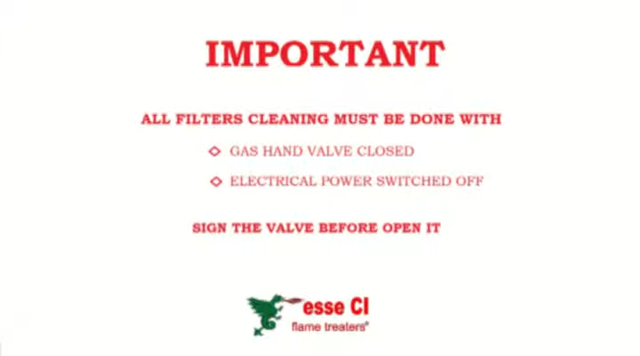 IMPORTANT
ALL FILTERS CLEANING MUST BE DONE WITH
GAS HAND VALVE CLOSED
ELECTRICAL POWER SWITCHED OFF
SIGN THE VALVE BEFORE OPEN IT
esse CI
flame treaters®